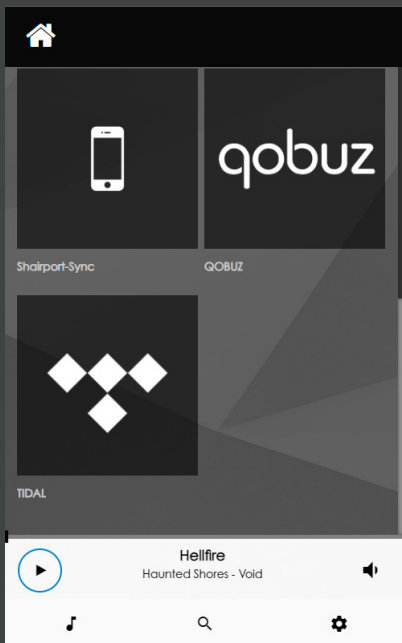 qobuz
Shairport-Sync
QOBUZ
TIDAL
Hellfire
Haunted Shores - Void